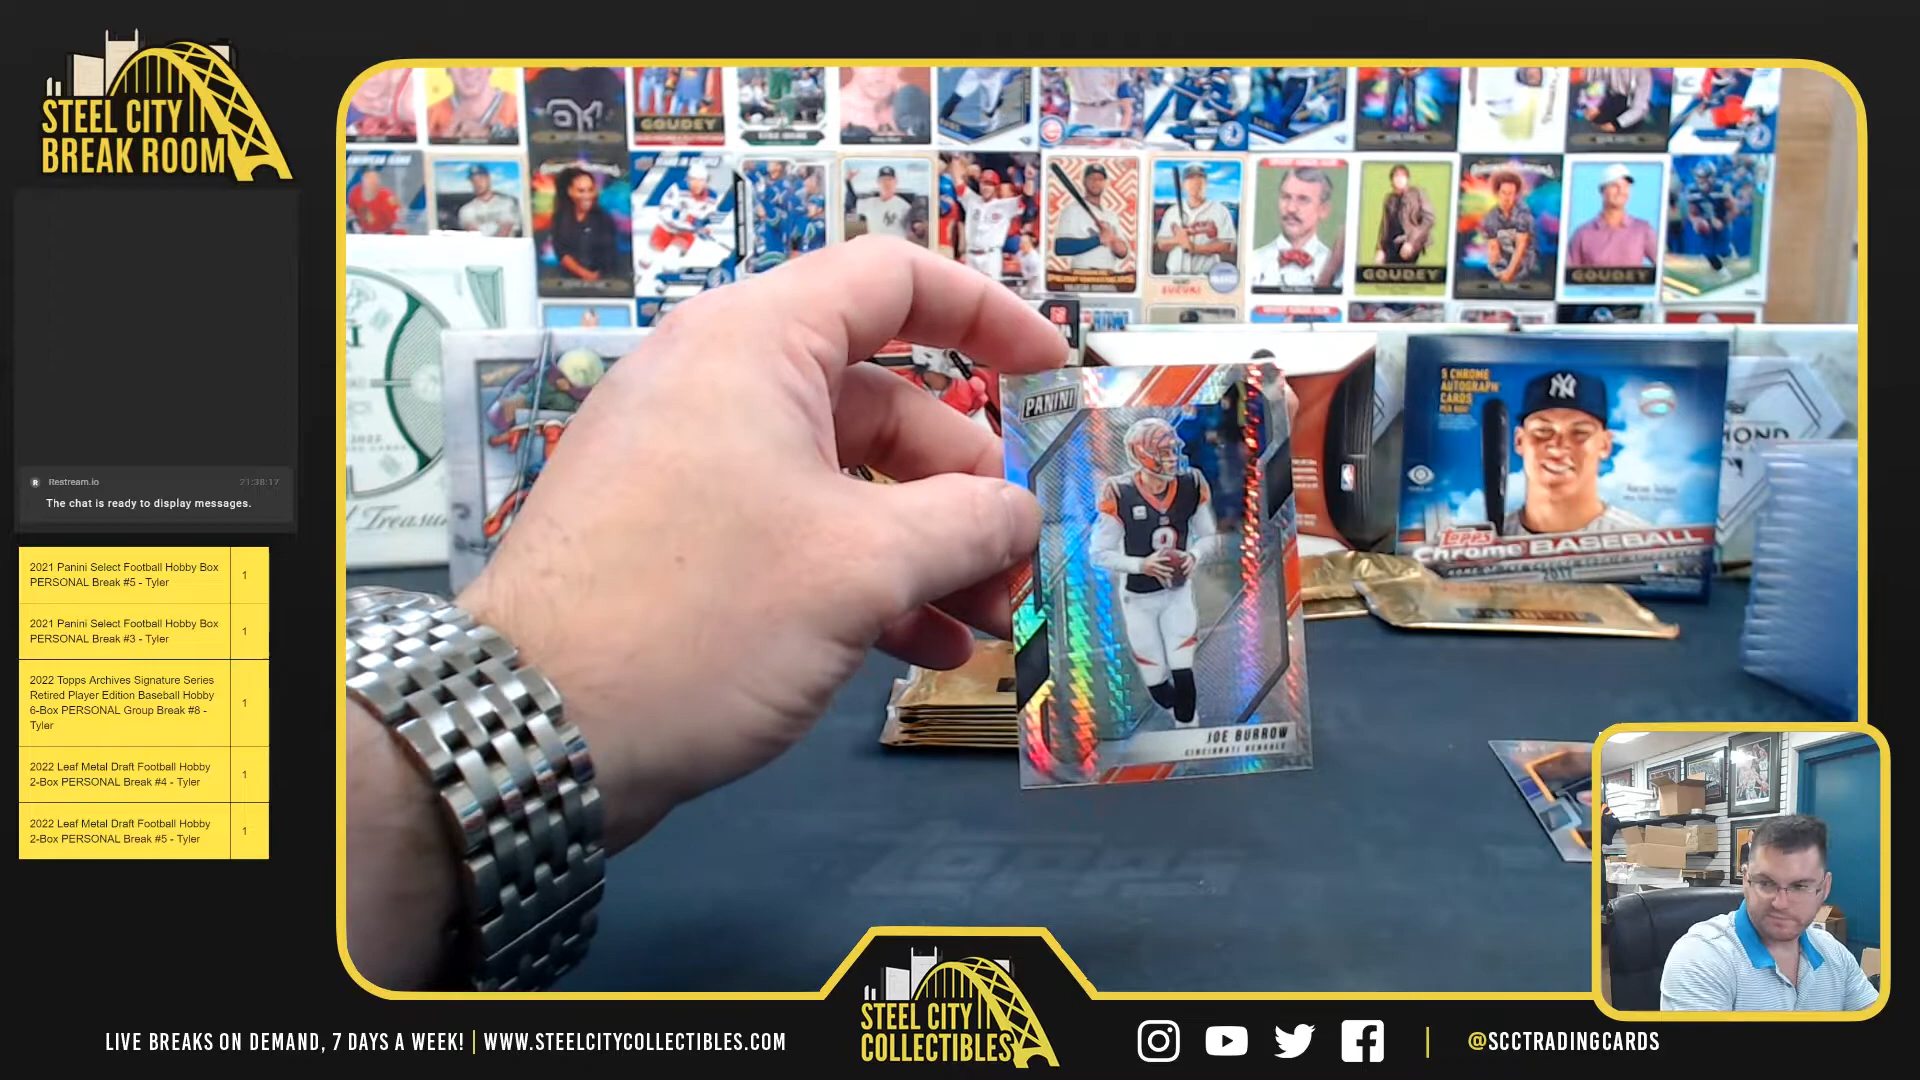 STEEL CITY
BREAK ROOM
Restream.io 21:38:17
The chat is ready to display messages.
2021 Panini Select Football Hobby Box 1
PERSONAL Break #5 - Tyler
2021 Panini Select Football Hobby Box 1
PERSONAL Break #3 - Tyler
2022 Topps Archives Signature Series 1
Retired Player Edition Baseball Hobby
6-Box PERSONAL Group Break #8 -
Tyler
2022 Leaf Metal Draft Football Hobby 1
2-Box PERSONAL Break #4 - Tyler
2022 Leaf Metal Draft Football Hobby 1
2-Box PERSONAL Break #5 - Tyler
GOUDEY
GOUDEY
GOUDEY
SUZUKI
PANINI
JOE BURROW
CINCINNATI BENGALS
5 CHROME
AUTOGRAPH
CARDS
PER BOX!
Topps
Chrome BASEBALL
2017
LIVE BREAKS ON DEMAND, 7 DAYS A WEEK! | WWW.STEELCITYCOLLECTIBLES.COM
STEEL CITY
COLLECTIBLES
@SCCTRADINGCARDS